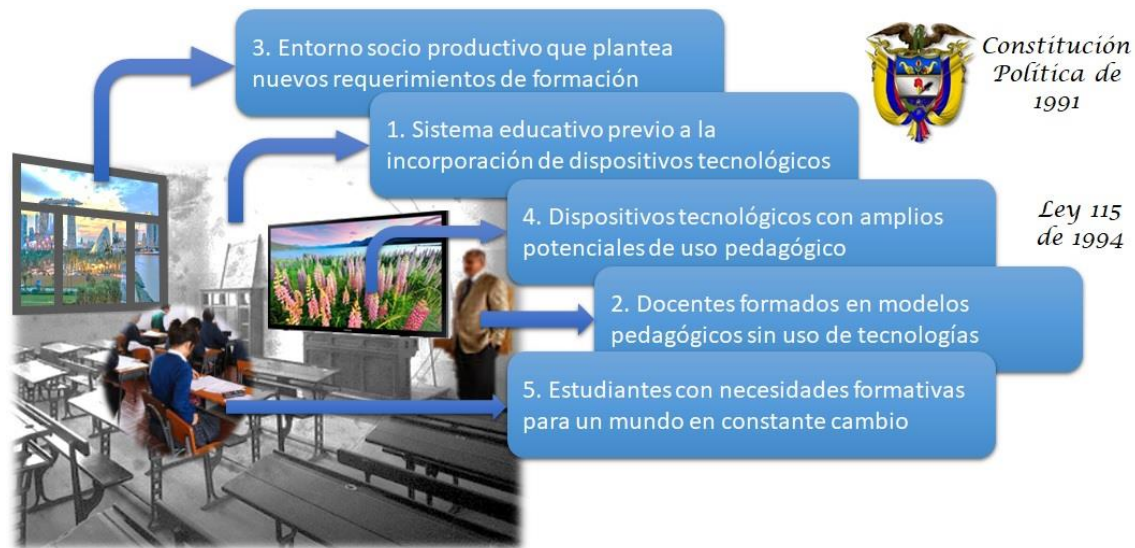 3. Entorno socio productivo que plantea
nuevos requerimientos de formación
Constitución
Política de
1991
1. Sistema educativo previo a la
incorporación de dispositivos tecnológicos
4. Dispositivos tecnológicos con amplios
potenciales de uso pedagógico
Ley 115
de 1994
2. Docentes formados en modelos
pedagógicos sin uso de tecnologías
5. Estudiantes con necesidades formativas
para un mundo en constante cambio